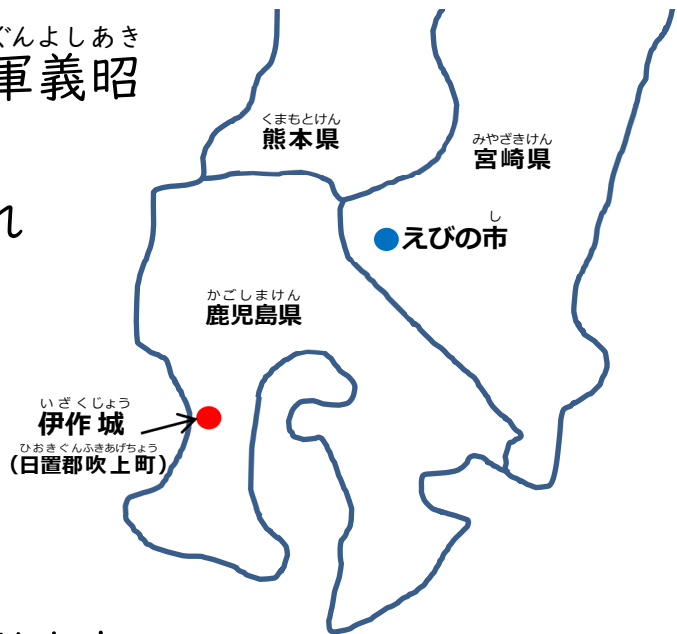 ぐんよしあき
軍義昭
くまもとけん
熊本県
みやざきけん
宮崎県
れ
し
えびの市
かごしまけん
鹿児島県
いざくじょう
伊作城
ひおきぐんふきあげちょう
(日置郡吹上町)